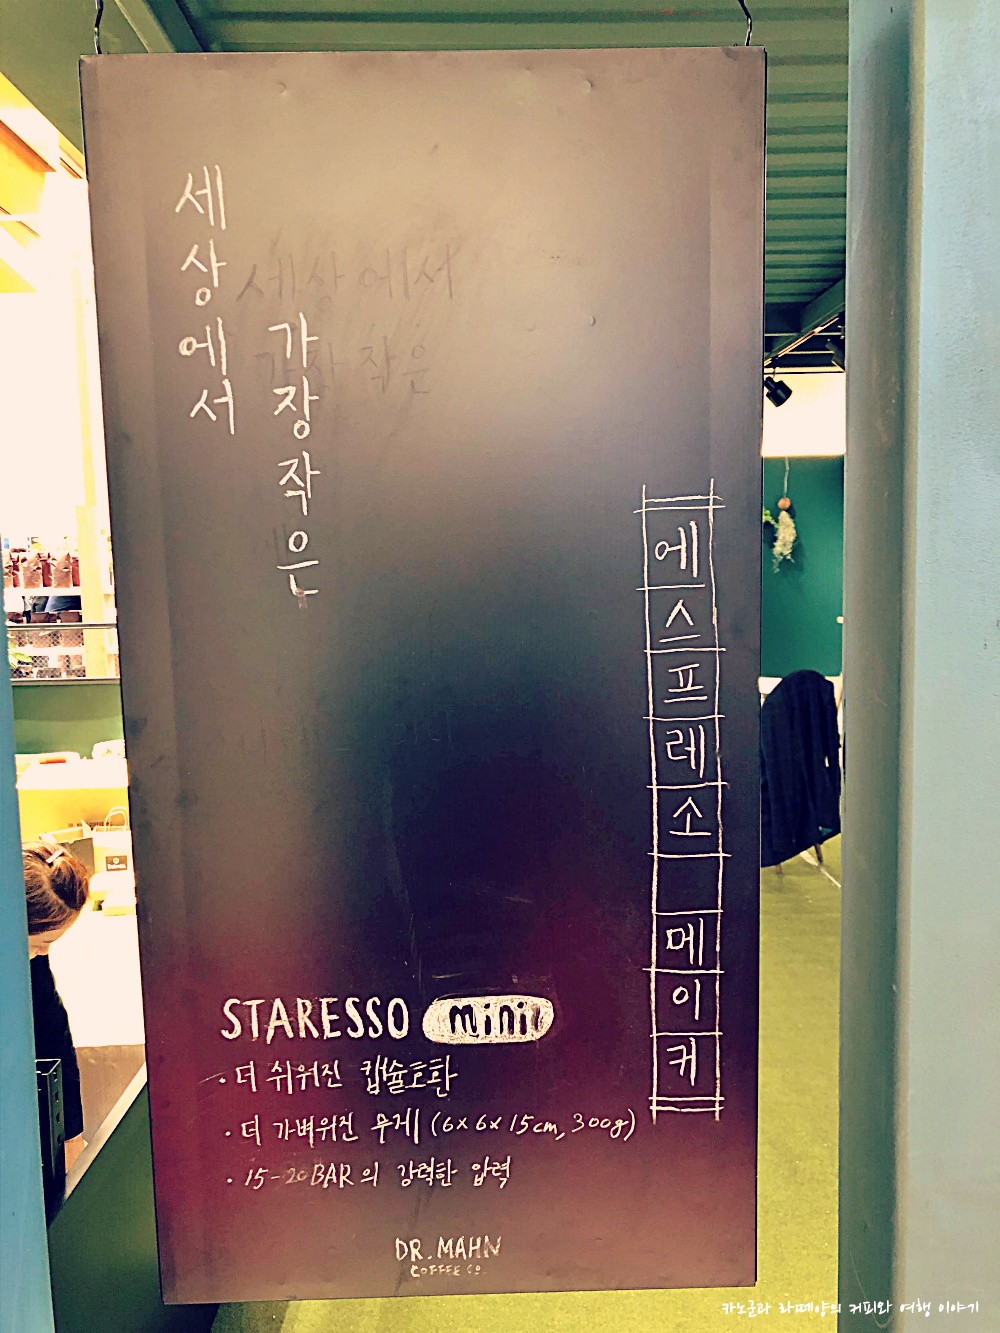 세상에서
가장 작은
세상에서
가장 작은
에스프레소 메이커
STARESSO mini
· 더 쉬워진 캡슐호환
· 더 가벼워진 무게 (6x6x15cm, 300g)
· 15-20BAR의 강력한 압력
DR. MAHN
COFFEE CO.
카노군과 라떼양의 커피와 여행 이야기